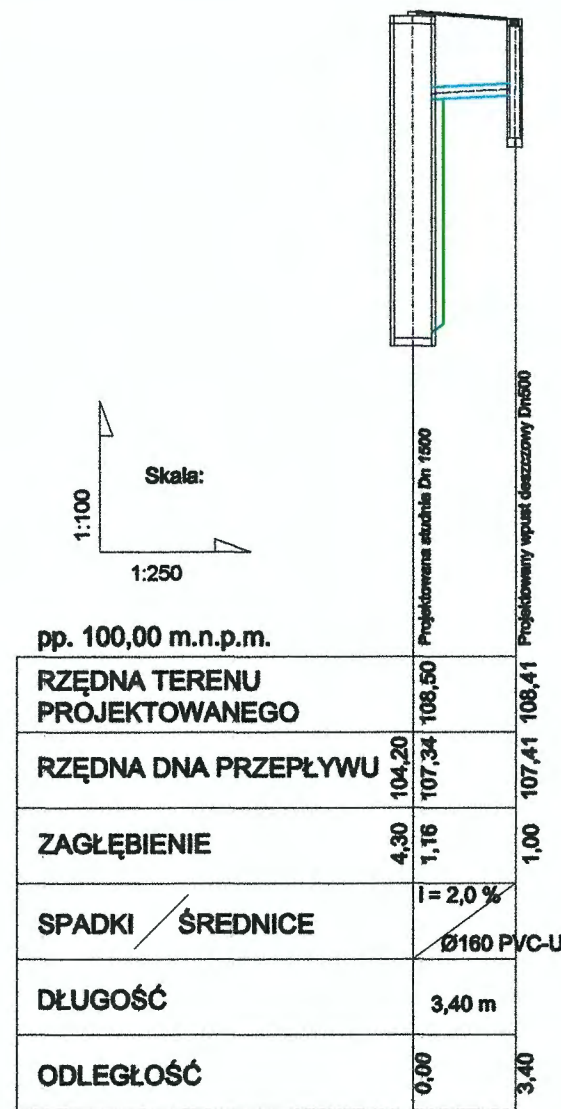 Projektowana studnia Dn 1500
Projektowany wpust deszczowy Dn500
Skala:
1:100
1:250
pp. 100,00 m.n.p.m.
RZĘDNA TERENU
PROJEKTOWANEGO
108,50
108,41
RZĘDNA DNA PRZEPŁYWU
104,20
107,34
107,41
ZAGŁĘBIENIE
4,30
1,16
1,00
SPADKI / ŚREDNICE
I = 2,0 %
Ø160 PVC-U
DŁUGOŚĆ
3,40 m
ODLEGŁOŚĆ
0,00
3,40